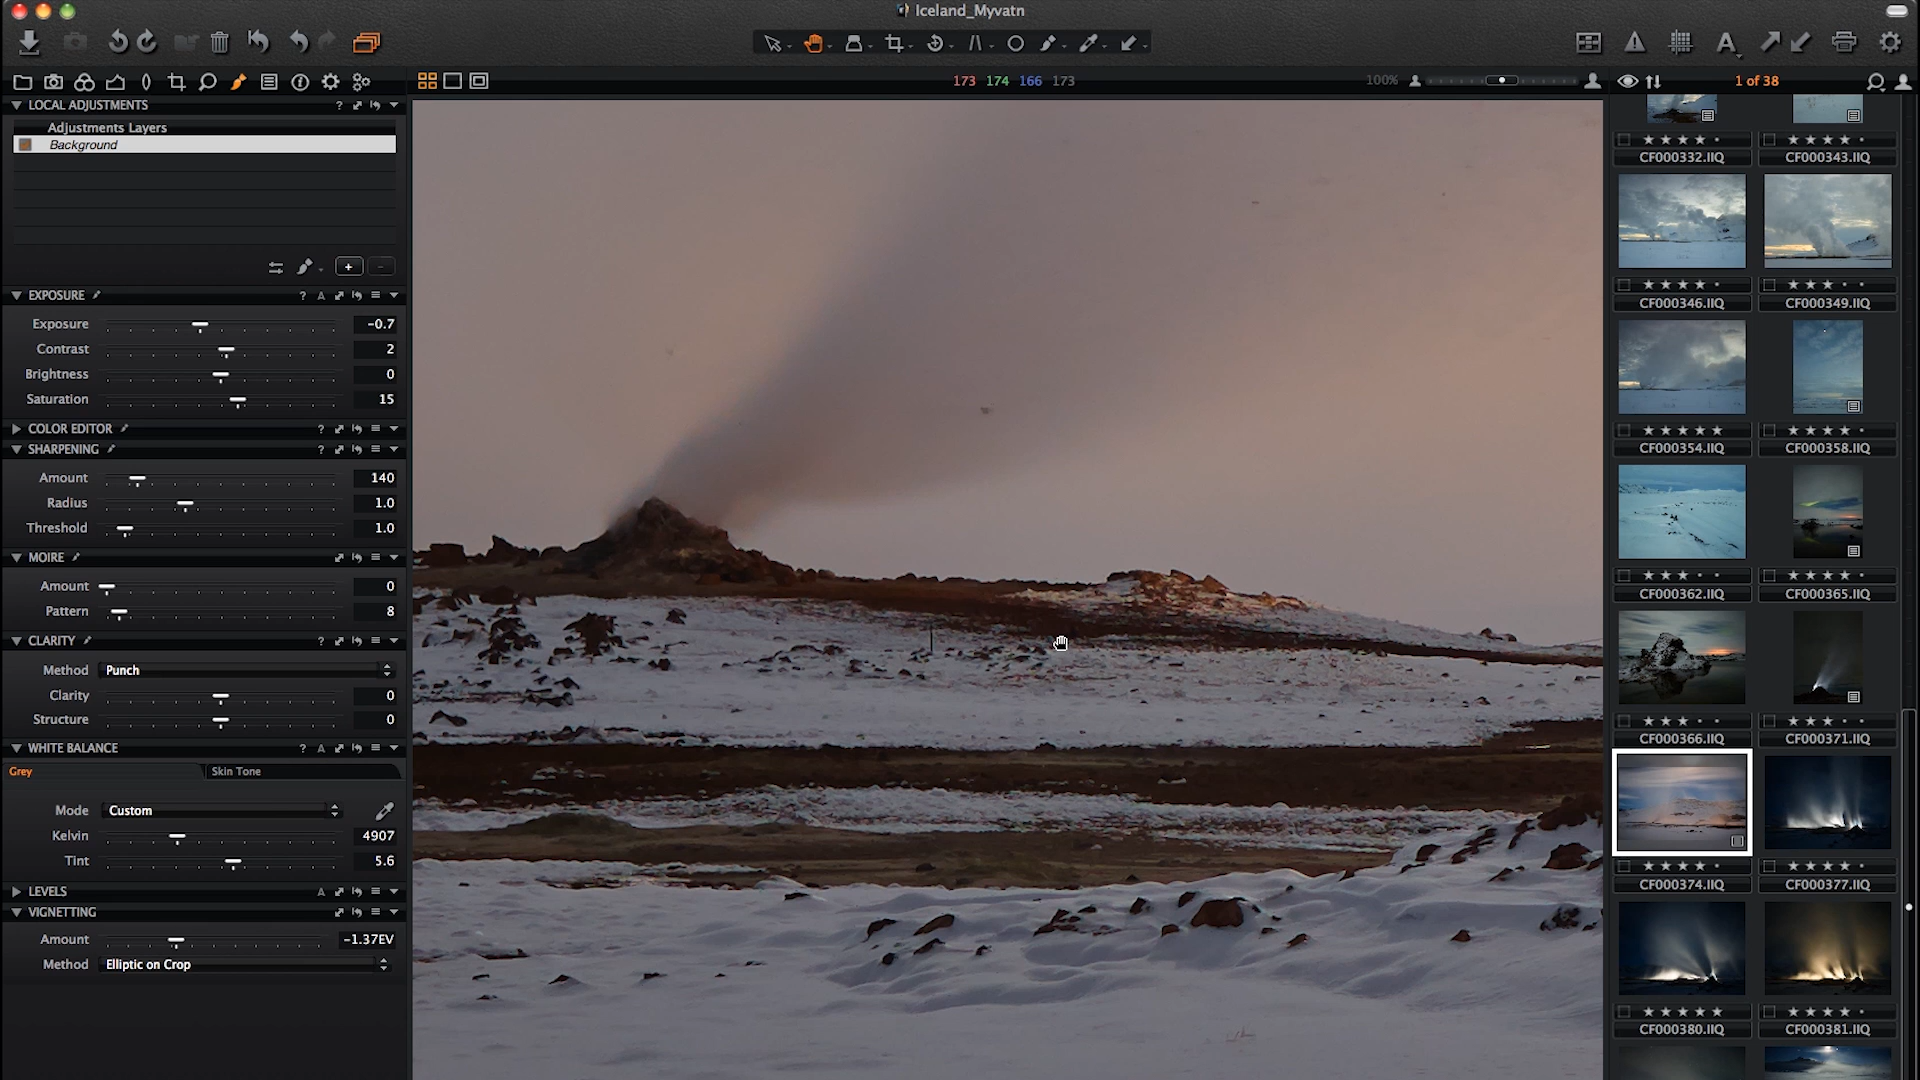 Iceland_Myvatn
173 174 166 173
100%
1 of 38
LOCAL ADJUSTMENTS ?
Adjustments Layers
Background
EXPOSURE ? A
Exposure -0.7
Contrast 2
Brightness 0
Saturation 15
COLOR EDITOR ?
SHARPENING ?
Amount 140
Radius 1.0
Threshold 1.0
MOIRE
Amount 0
Pattern 8
CLARITY ?
Method Punch
Clarity 0
Structure 0
WHITE BALANCE ? A
Grey Skin Tone
Mode Custom
Kelvin 4907
Tint 5.6
LEVELS A
VIGNETTING
Amount -1.37EV
Method Elliptic on Crop
CF000332.IIQ CF000343.IIQ
CF000346.IIQ CF000349.IIQ
CF000354.IIQ CF000358.IIQ
CF000362.IIQ CF000365.IIQ
CF000366.IIQ CF000371.IIQ
CF000374.IIQ CF000377.IIQ
CF000380.IIQ CF000381.IIQ